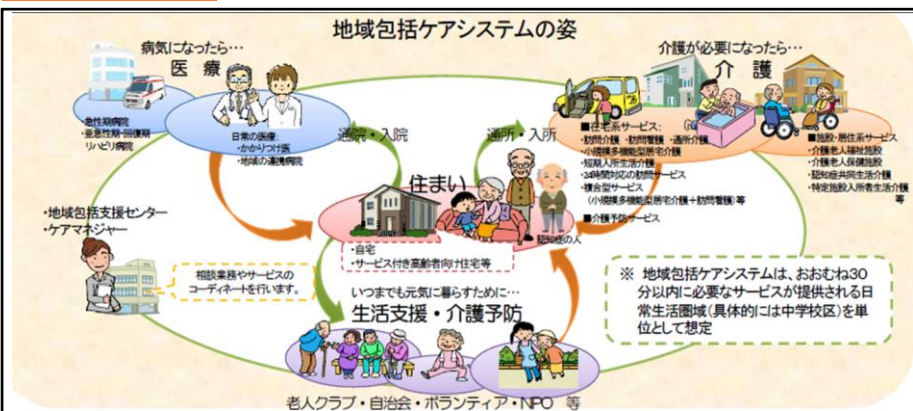 地域包括ケアシステムの姿
病気になったら…
医療
・急性期病院
・亜急性期・回復期
リハビリ病院
日常の医療:
・かかりつけ医
・地域の連携病院
通院・入院
通所・入所
介護が必要になったら…
介護
■在宅系サービス:
・訪問介護・訪問看護・通所介護
・小規模多機能型居宅介護
・短期入所生活介護
・24時間対応の訪問サービス
・複合型サービス
(小規模多機能型居宅介護+訪問看護)等
■介護予防サービス
■施設・居住系サービス
・介護老人福祉施設
・介護老人保健施設
・認知症共同生活介護
・特定施設入所者生活介護
等
住まい
認知症の人
・自宅
・サービス付き高齢者向け住宅等
・地域包括支援センター
・ケアマネジャー
相談業務やサービスの
コーディネートを行います。
いつまでも元気に暮らすために…
生活支援・介護予防
老人クラブ・自治会・ボランティア・NPO 等
※ 地域包括ケアシステムは、おおむね30
分以内に必要なサービスが提供される日
常生活圏域(具体的には中学校区)を単
位として想定